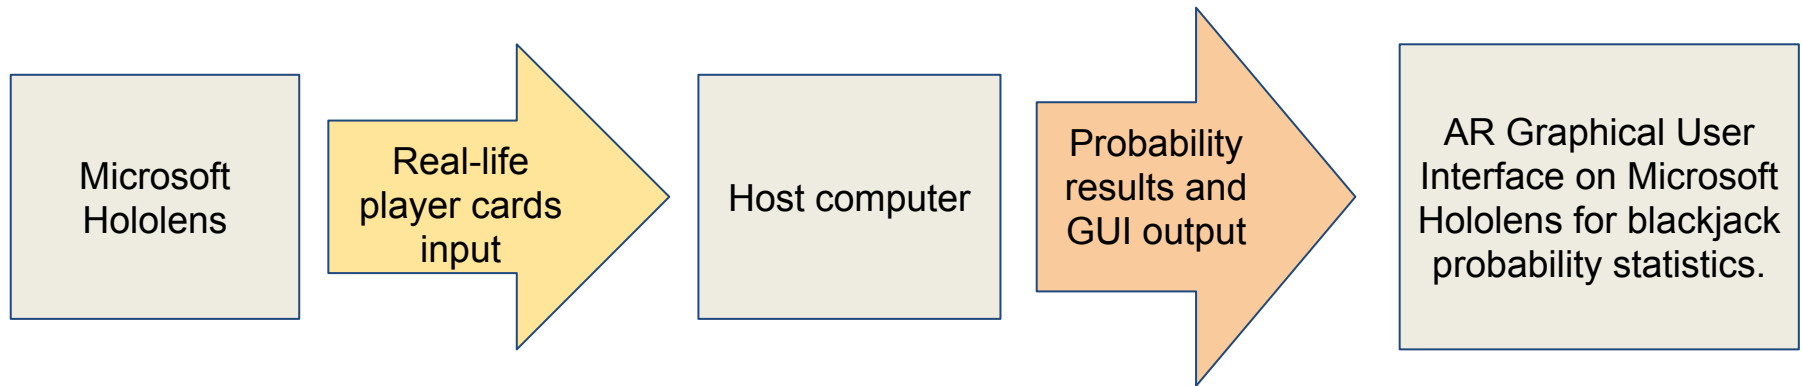 Microsoft
Hololens
Real-life
player cards
input
Host computer
Probability
results and
GUI output
AR Graphical User
Interface on Microsoft
Hololens for blackjack
probability statistics.